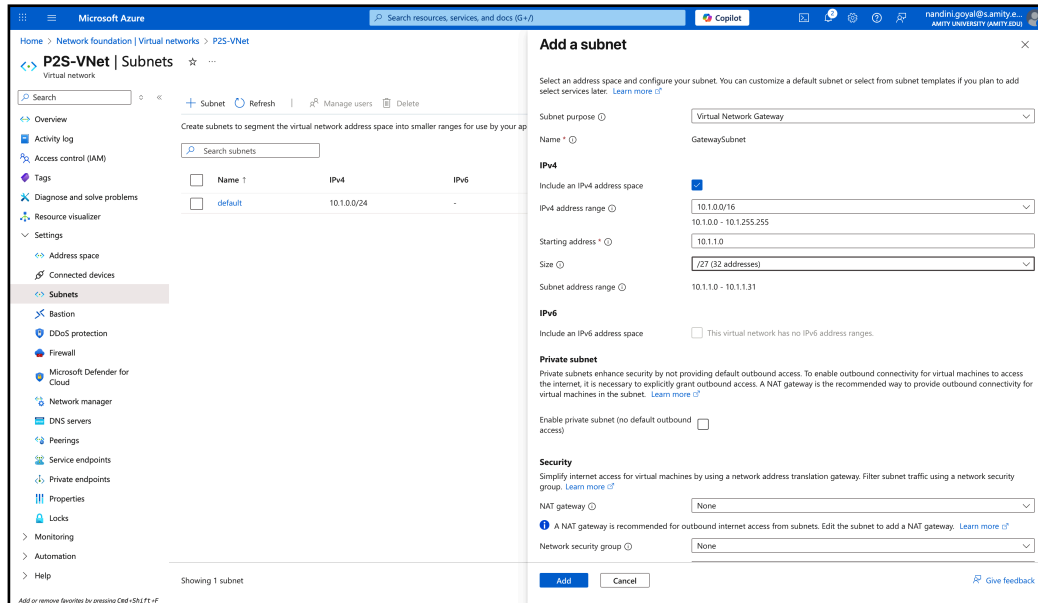 Microsoft Azure
Search resources, services, and docs (G+/)
Copilot
2
nandini.goyal@s.amity.e...
AMITY UNIVERSITY (AMITY.EDU)
Home > Network foundation | Virtual networks > P2S-VNet
P2S-VNet | Subnets
Virtual network
Search
Overview
Activity log
Access control (IAM)
Tags
Diagnose and solve problems
Resource visualizer
Settings
Address space
Connected devices
Subnets
Bastion
DDoS protection
Firewall
Microsoft Defender for
Cloud
Network manager
DNS servers
Peerings
Service endpoints
Private endpoints
Properties
Locks
Monitoring
Automation
Help
Add or remove favorites by pressing Cmd+Shift+F
+ Subnet Refresh | Manage users Delete
Create subnets to segment the virtual network address space into smaller ranges for use by your ap
Search subnets
Name ↑ IPv4 IPv6
default 10.1.0.0/24 -
Showing 1 subnet
Add a subnet
Select an address space and configure your subnet. You can customize a default subnet or select from subnet templates if you plan to add
select services later. Learn more
Subnet purpose Virtual Network Gateway
Name * GatewaySubnet
IPv4
Include an IPv4 address space
IPv4 address range 10.1.0.0/16
10.1.0.0 - 10.1.255.255
Starting address * 10.1.1.0
Size /27 (32 addresses)
Subnet address range 10.1.1.0 - 10.1.1.31
IPv6
Include an IPv6 address space This virtual network has no IPv6 address ranges.
Private subnet
Private subnets enhance security by not providing default outbound access. To enable outbound connectivity for virtual machines to access
the internet, it is necessary to explicitly grant outbound access. A NAT gateway is the recommended way to provide outbound connectivity for
virtual machines in the subnet. Learn more
Enable private subnet (no default outbound
access)
Security
Simplify internet access for virtual machines by using a network address translation gateway. Filter subnet traffic using a network security
group. Learn more
NAT gateway None
A NAT gateway is recommended for outbound internet access from subnets. Edit the subnet to add a NAT gateway. Learn more
Network security group None
Add Cancel Give feedback